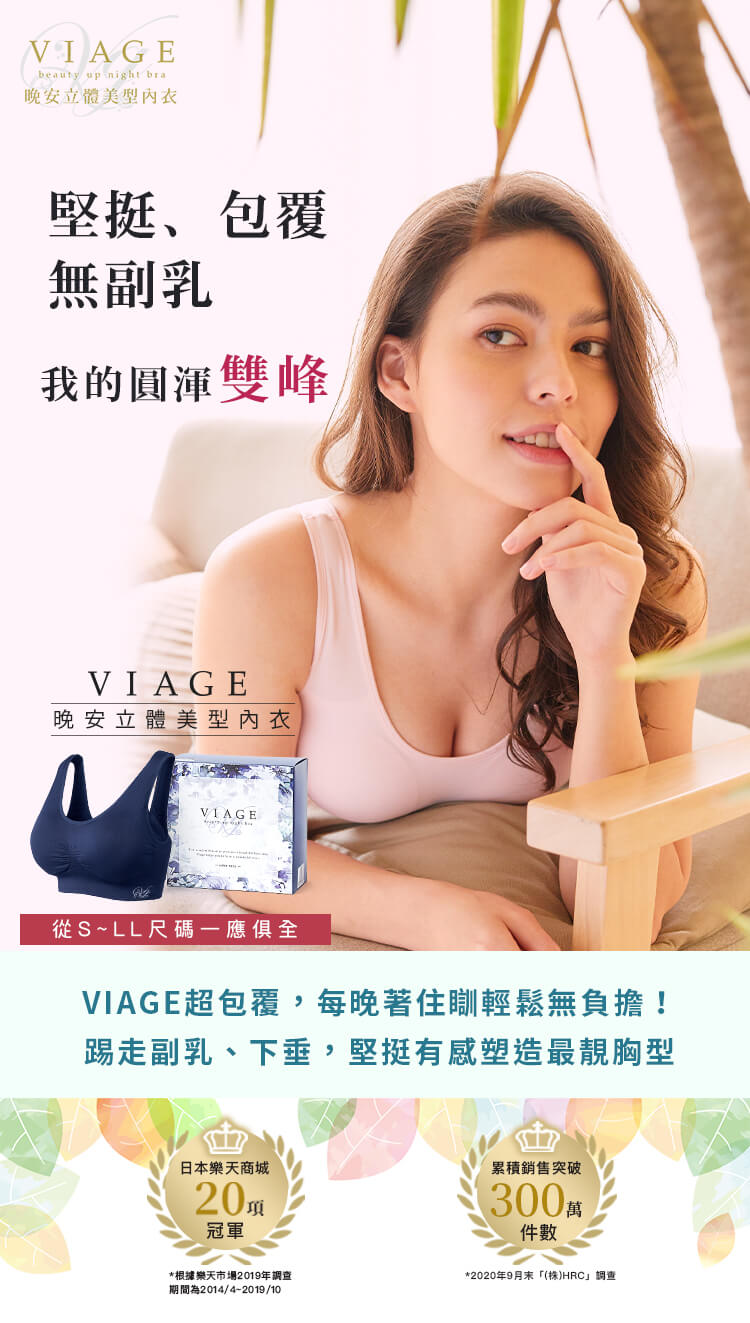 VIAGE
beauty up night bra
晚安立體美型內衣
堅挺、包覆
無副乳
我的圓渾雙峰
VIAGE
晚安立體美型內衣
VIAGE
beauty up night bra
從S~LL尺碼一應俱全
VIAGE超包覆，每晚著住瞓輕鬆無負擔！
踢走副乳、下垂，堅挺有感塑造最靚胸型
日本樂天商城
20項
冠軍
*根據樂天市場2019年調查
期間為2014/4~2019/10
累積銷售突破
300萬
件數
*2020年9月末「(株)HRC」調查